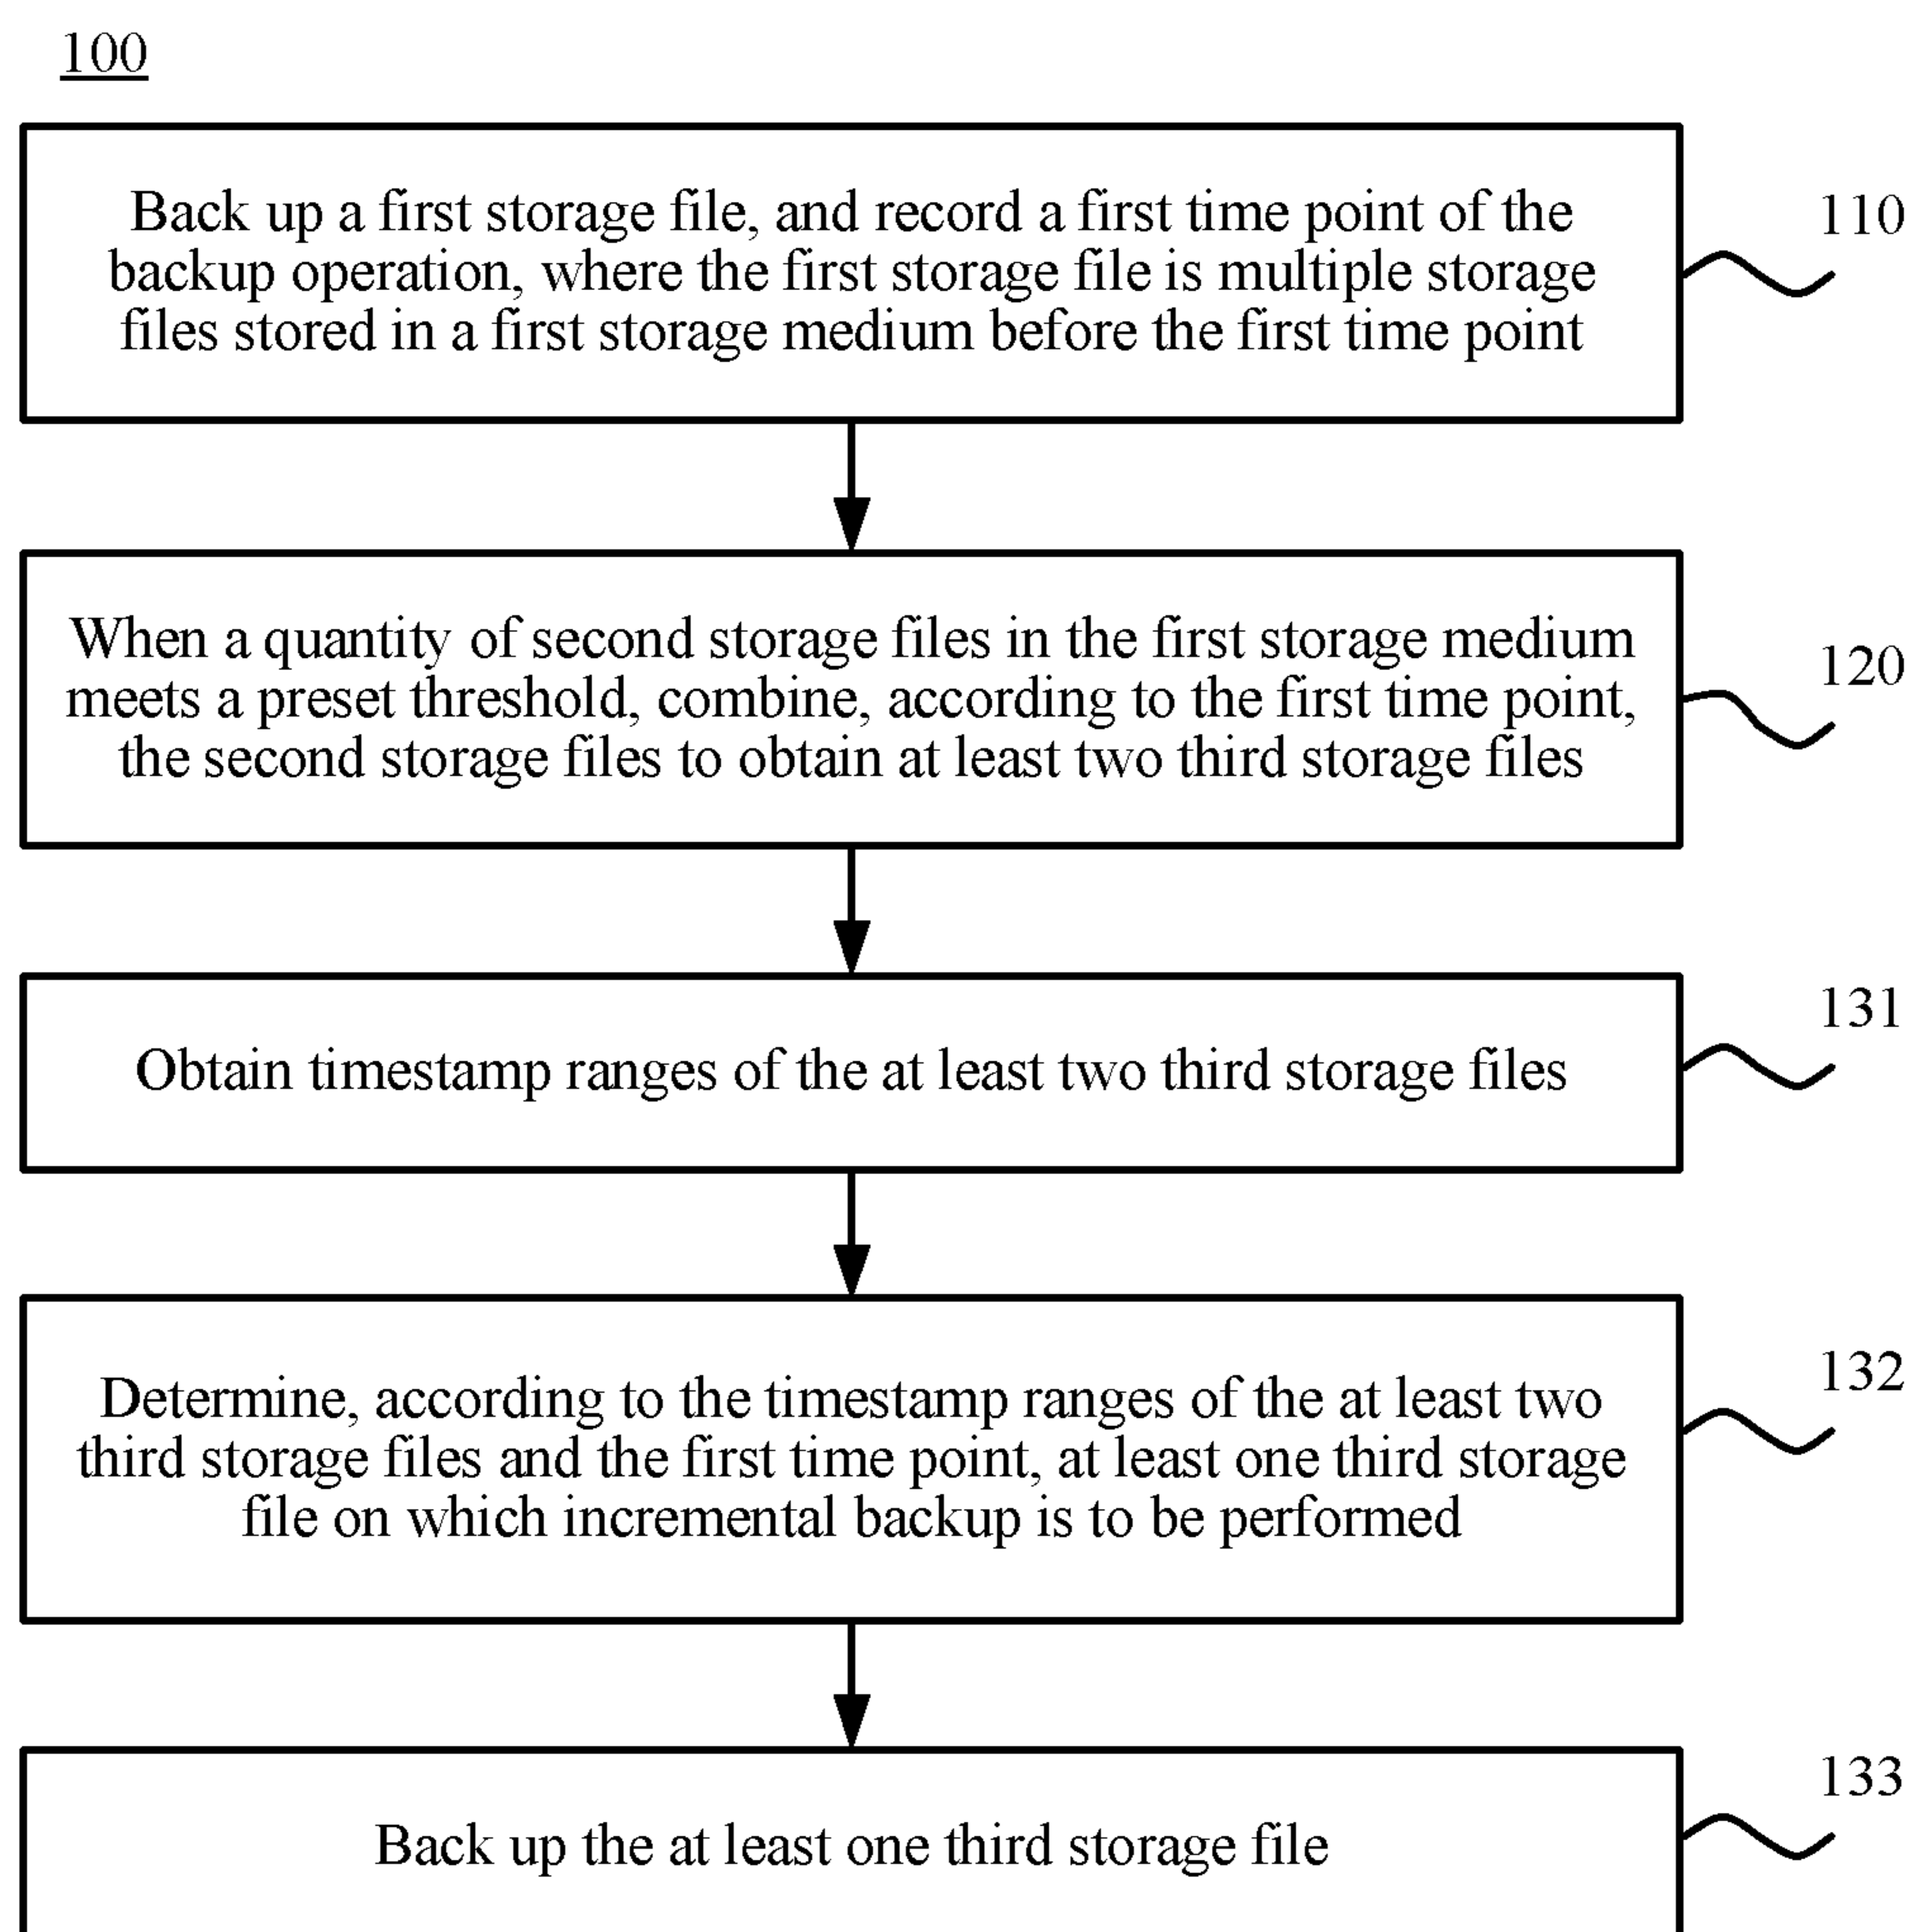 100
Back up a first storage file, and record a first time point of the
backup operation, where the first storage file is multiple storage
files stored in a first storage medium before the first time point
110
When a quantity of second storage files in the first storage medium
meets a preset threshold, combine, according to the first time point,
the second storage files to obtain at least two third storage files
120
Obtain timestamp ranges of the at least two third storage files
131
Determine, according to the timestamp ranges of the at least two
third storage files and the first time point, at least one third storage
file on which incremental backup is to be performed
132
Back up the at least one third storage file
133